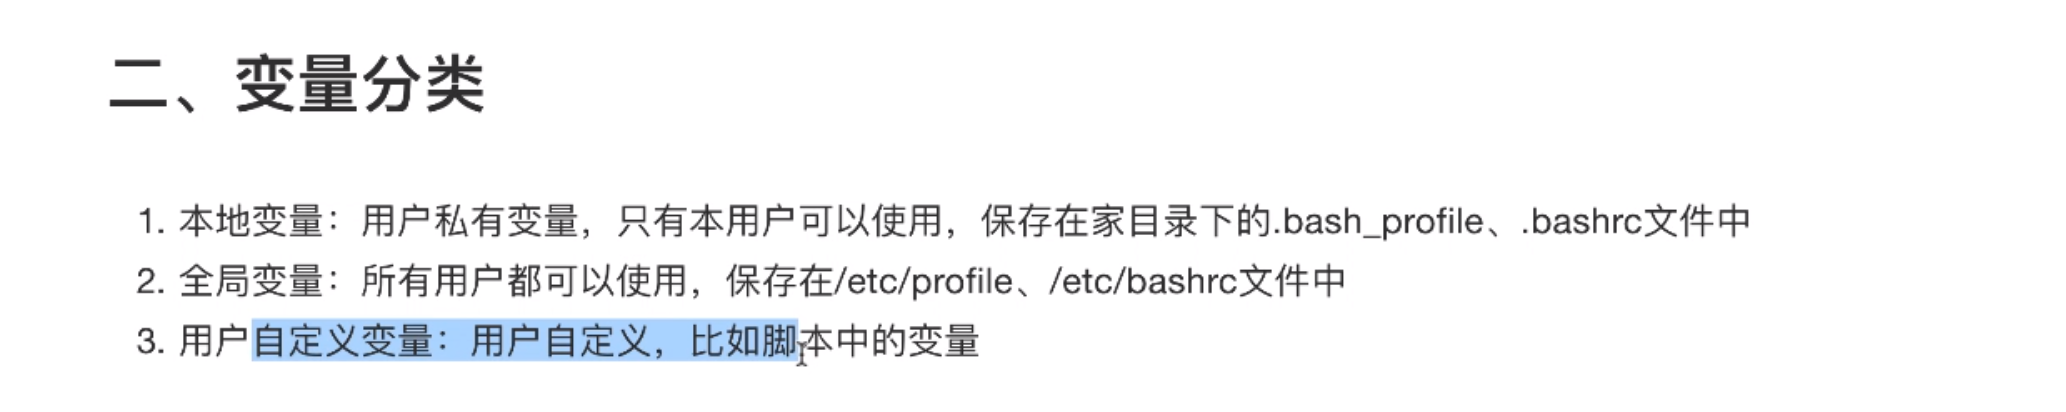 二、变量分类
1. 本地变量：用户私有变量，只有本用户可以使用，保存在家目录下的.bash_profile、.bashrc文件中
2. 全局变量：所有用户都可以使用，保存在/etc/profile、/etc/bashrc文件中
3. 用户自定义变量：用户自定义，比如脚本中的变量